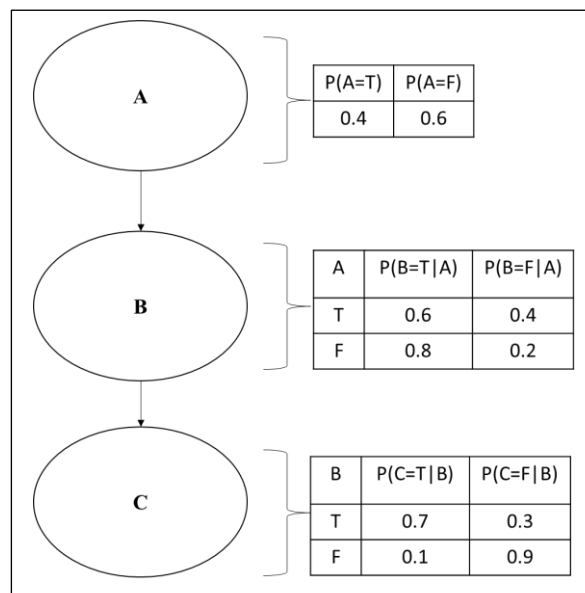 A
P(A=T) P(A=F)
0.4 0.6
B
A P(B=T|A) P(B=F|A)
T 0.6 0.4
F 0.8 0.2
C
B P(C=T|B) P(C=F|B)
T 0.7 0.3
F 0.1 0.9